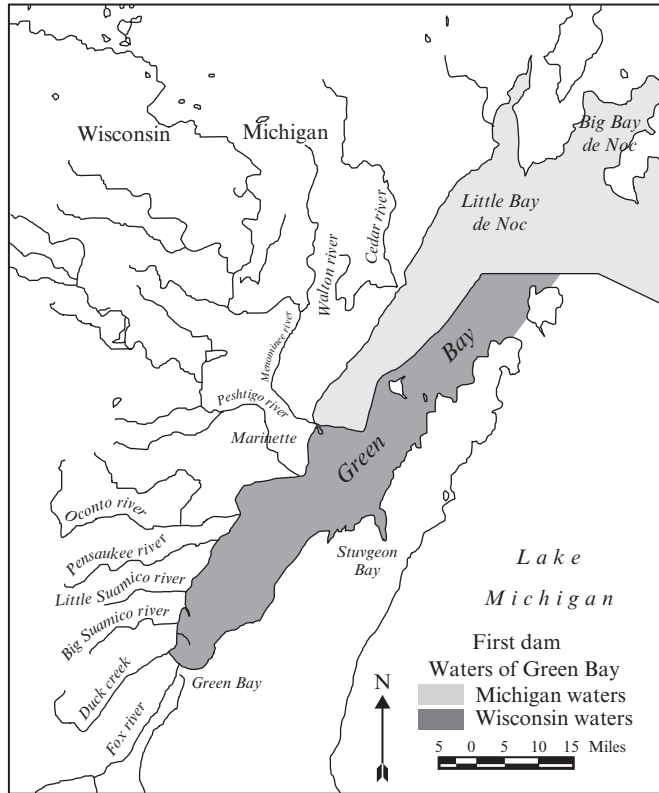 Wisconsin
Michigan
Big Bay
de Noc
Little Bay
de Noc
Cedar river
Walton river
Menominee river
Bay
Peshtigo river
Marinette
Green
Oconto river
Pensaukee river
Stuvgeon
Bay
Little Suamico river
Big Suamico river
Duck creek
Green Bay
Fox river
Lake
Michigan
First dam
Waters of Green Bay
Michigan waters
Wisconsin waters
N
5 0 5 10 15 Miles